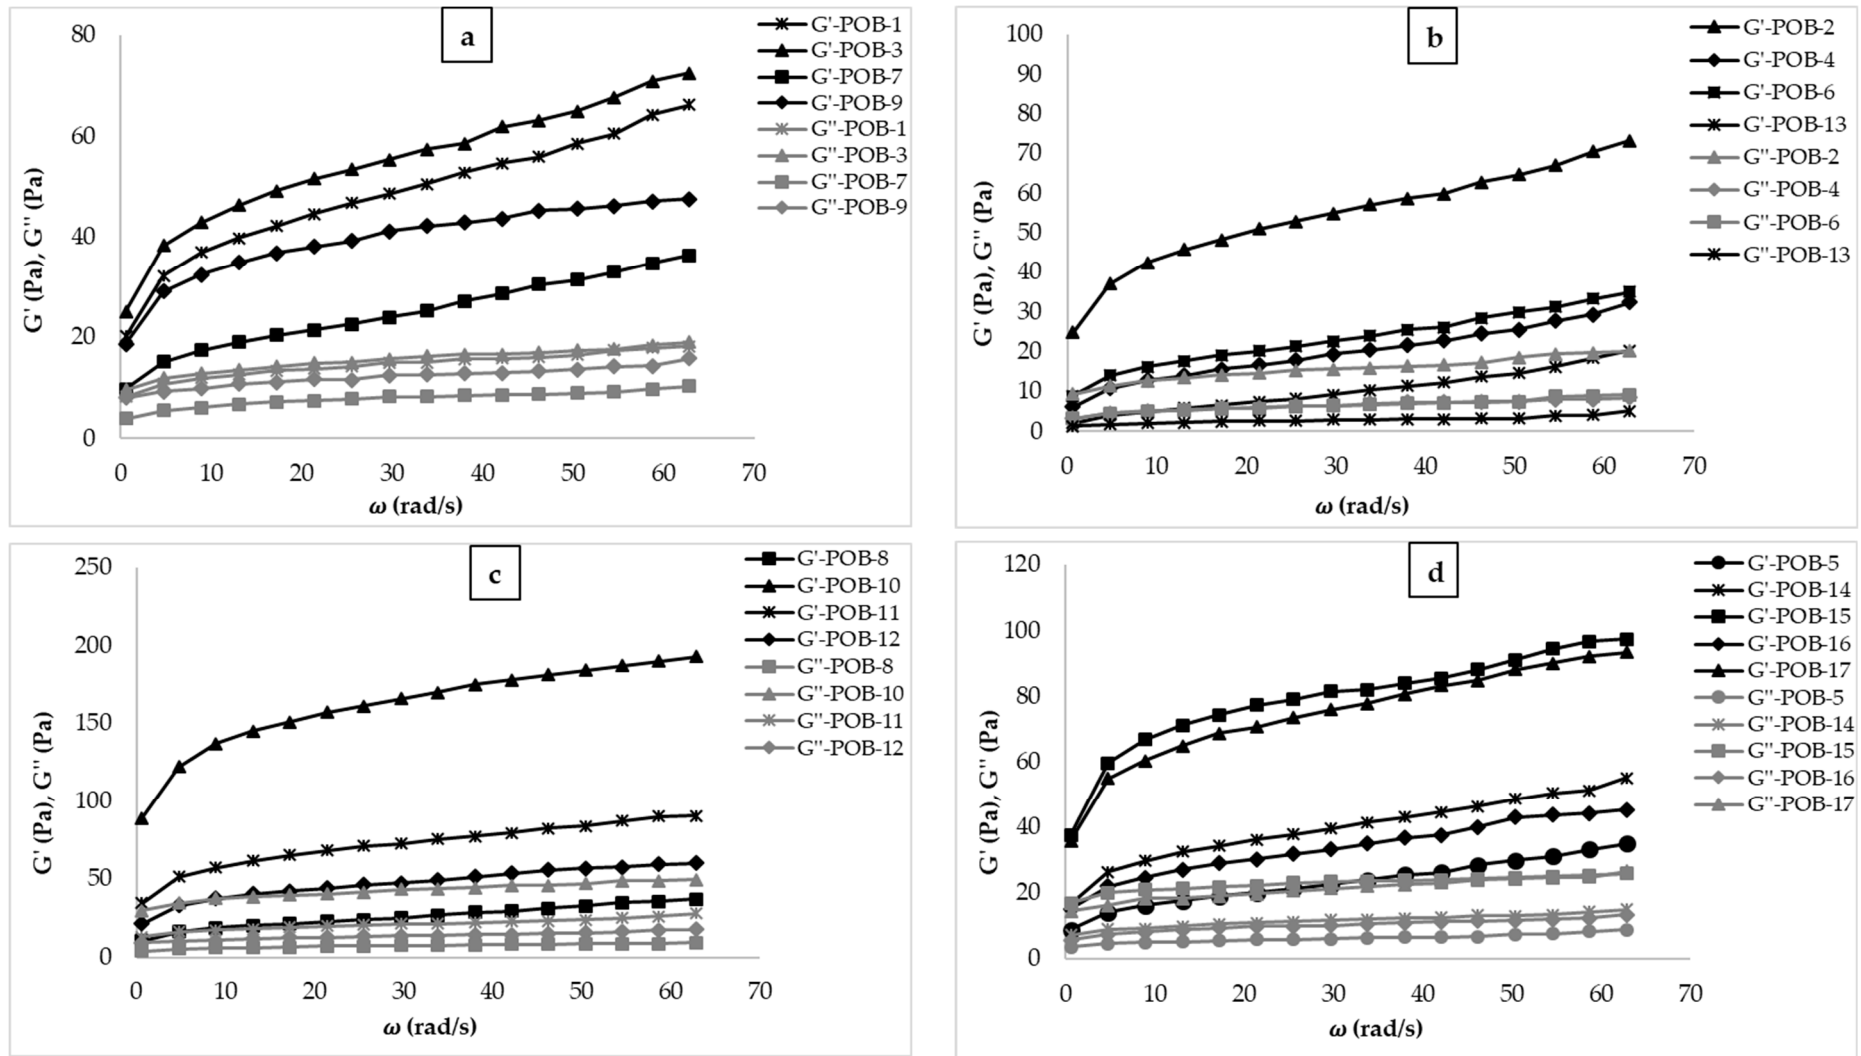 a
G' (Pa), G'' (Pa)
80
60
40
20
0
0 10 20 30 40 50 60 70
ω (rad/s)
G'-POB-1
G'-POB-3
G'-POB-7
G'-POB-9
G''-POB-1
G''-POB-3
G''-POB-7
G''-POB-9
b
G' (Pa), G'' (Pa)
100
90
80
70
60
50
40
30
20
10
0
0 10 20 30 40 50 60 70
ω (rad/s)
G'-POB-2
G'-POB-4
G'-POB-6
G'-POB-13
G''-POB-2
G''-POB-4
G''-POB-6
G''-POB-13
c
G' (Pa), G'' (Pa)
250
200
150
100
50
0
0 10 20 30 40 50 60 70
ω (rad/s)
G'-POB-8
G'-POB-10
G'-POB-11
G'-POB-12
G''-POB-8
G''-POB-10
G''-POB-11
G''-POB-12
d
G' (Pa), G'' (Pa)
120
100
80
60
40
20
0
0 10 20 30 40 50 60 70
ω (rad/s)
G'-POB-5
G'-POB-14
G'-POB-15
G'-POB-16
G'-POB-17
G''-POB-5
G''-POB-14
G''-POB-15
G''-POB-16
G''-POB-17